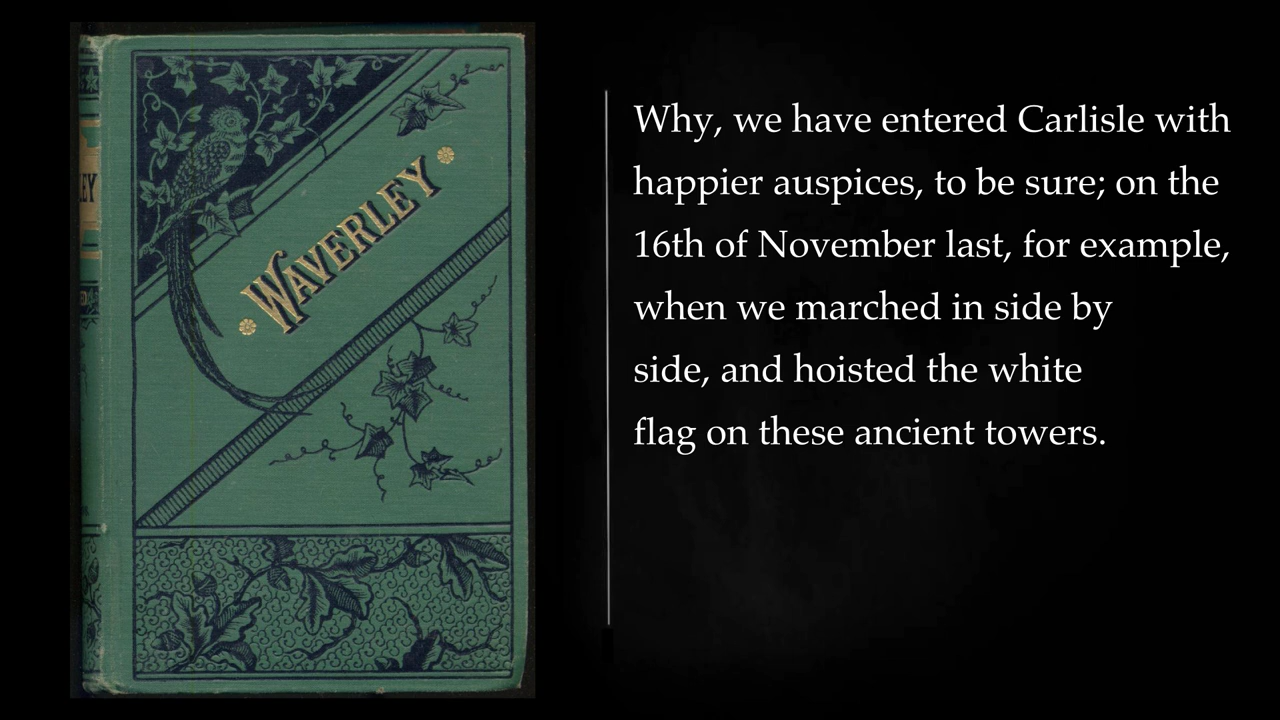 WAVERLEY
EY
Why, we have entered Carlisle with
happier auspices, to be sure; on the
16th of November last, for example,
when we marched in side by
side, and hoisted the white
flag on these ancient towers.